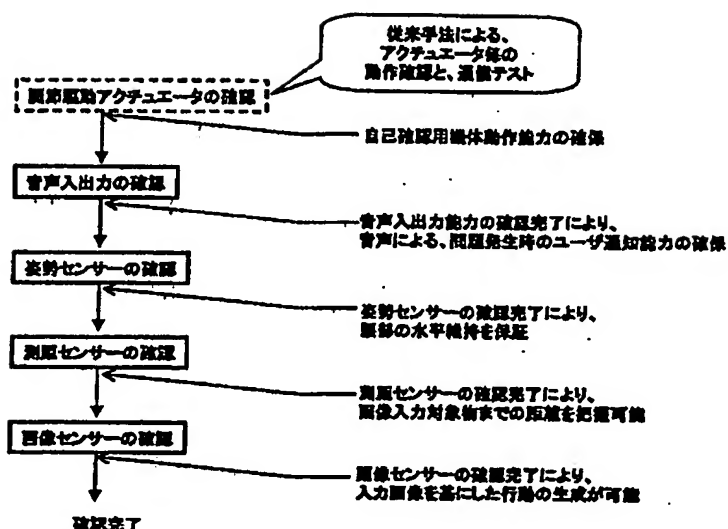 従来手法による、
アクチュエータ毎の
動作確認と、通信テスト
関節駆動アクチュエータの確認
自己確認用機体動作能力の確保
音声入出力の確認
音声入出力能力の確認完了により、
音声による、問題発生時のユーザ通知能力の確保
姿勢センサーの確認
姿勢センサーの確認完了により、
頭部の水平維持を保証
測距センサーの確認
測距センサーの確認完了により、
画像入力対象物までの距離を把握可能
画像センサーの確認
画像センサーの確認完了により、
入力画像を基にした行動の生成が可能
確認完了